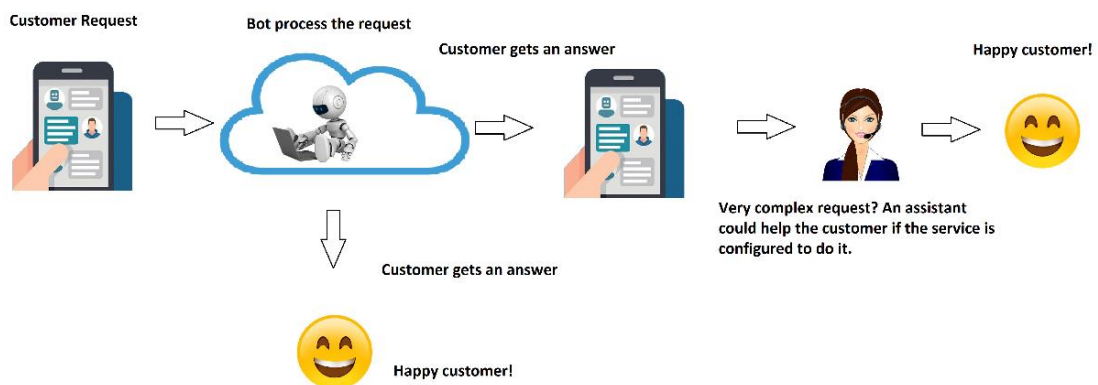 Customer Request
Bot process the request
Customer gets an answer
Happy customer!
Very complex request? An assistant
could help the customer if the service is
configured to do it.
Customer gets an answer
Happy customer!